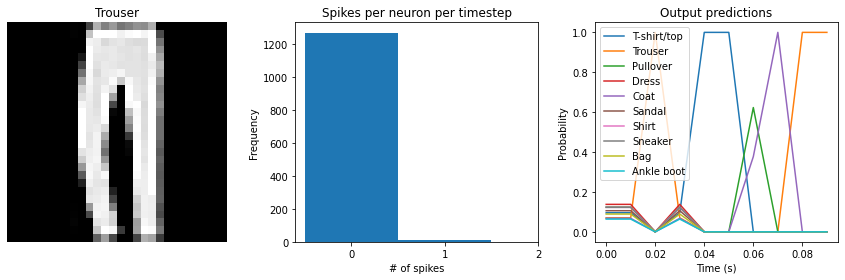 Trouser
Spikes per neuron per timestep
Frequency
1200
1000
800
600
400
200
0
0
1
2
# of spikes
Output predictions
Probability
1.0
0.8
0.6
0.4
0.2
0.0
T-shirt/top
Trouser
Pullover
Dress
Coat
Sandal
Shirt
Sneaker
Bag
Ankle boot
0.00
0.02
0.04
0.06
0.08
Time (s)